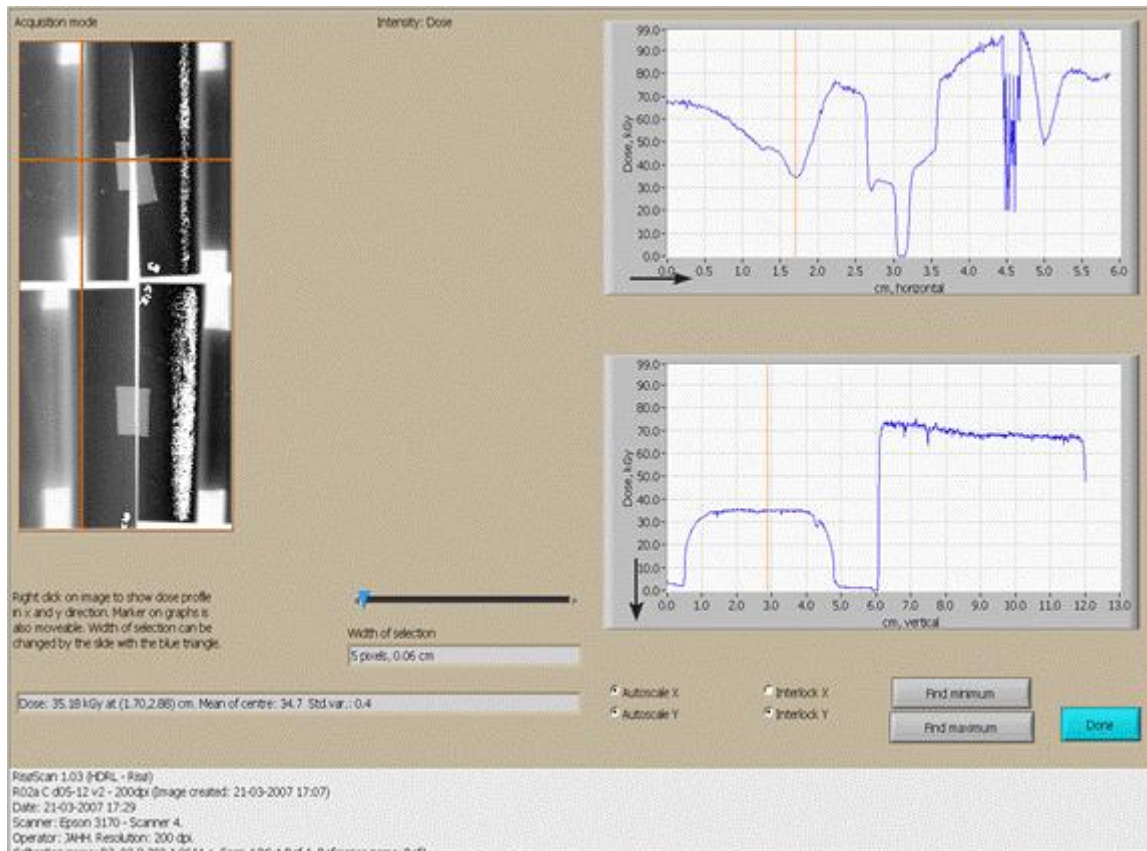 Acquisition mode
Intensity: Dose
99.0
90.0
80.0
70.0
60.0
50.0
40.0
30.0
20.0
10.0
0.0
Dose, kGy
0.0 0.5 1.0 1.5 2.0 2.5 3.0 3.5 4.0 4.5 5.0 5.5 6.0
cm, horizontal
99.0
90.0
80.0
70.0
60.0
50.0
40.0
30.0
20.0
10.0
0.0
Dose, kGy
0.0 1.0 2.0 3.0 4.0 5.0 6.0 7.0 8.0 9.0 10.0 11.0 12.0 13.0
cm, vertical
Right click on image to show dose profile
in x and y direction. Marker on graphs is
also moveable. Width of selection can be
changed by the slide with the blue triangle.
Width of selection
5 pixels, 0.06 cm
Dose: 35.18 kGy at (1.70,2.88) cm. Mean of centre: 34.7 Std.var.: 0.4
Autoscale X
Autoscale Y
Interlock X
Interlock Y
Find minimum
Find maximum
Done
RisøScan 1.03 (HDRL - Risø)
R02a C d05-12 v2 - 200dpi (Image created: 21-03-2007 17:07)
Date: 21-03-2007 17:29
Scanner: Epson 3170 - Scanner 4.
Operator: JAHH. Resolution: 200 dpi.